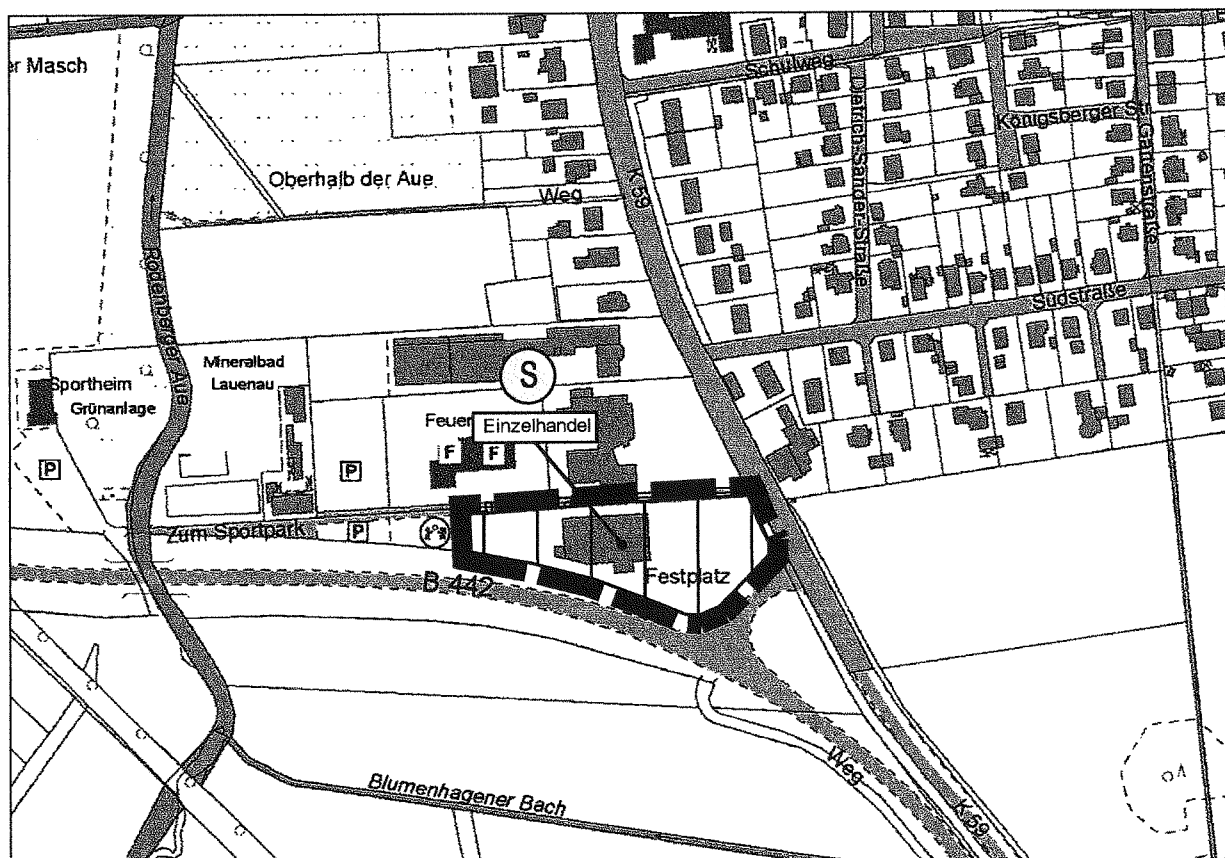 er Masch
Schulweg
Königsberger Str.
Dietrich-Sander-Straße
Gartenstraße
Oberhalb der Aue
Weg
K 59
Rodenberger Aue
Südstraße
Mineralbad
Lauenau
Sportheim
Grünanlage
S
Feuer
Einzelhandel
F
F
P
P
Zum Sportpark
P
B 442
Festplatz
Weg
Blumenhagener Bach
K 59